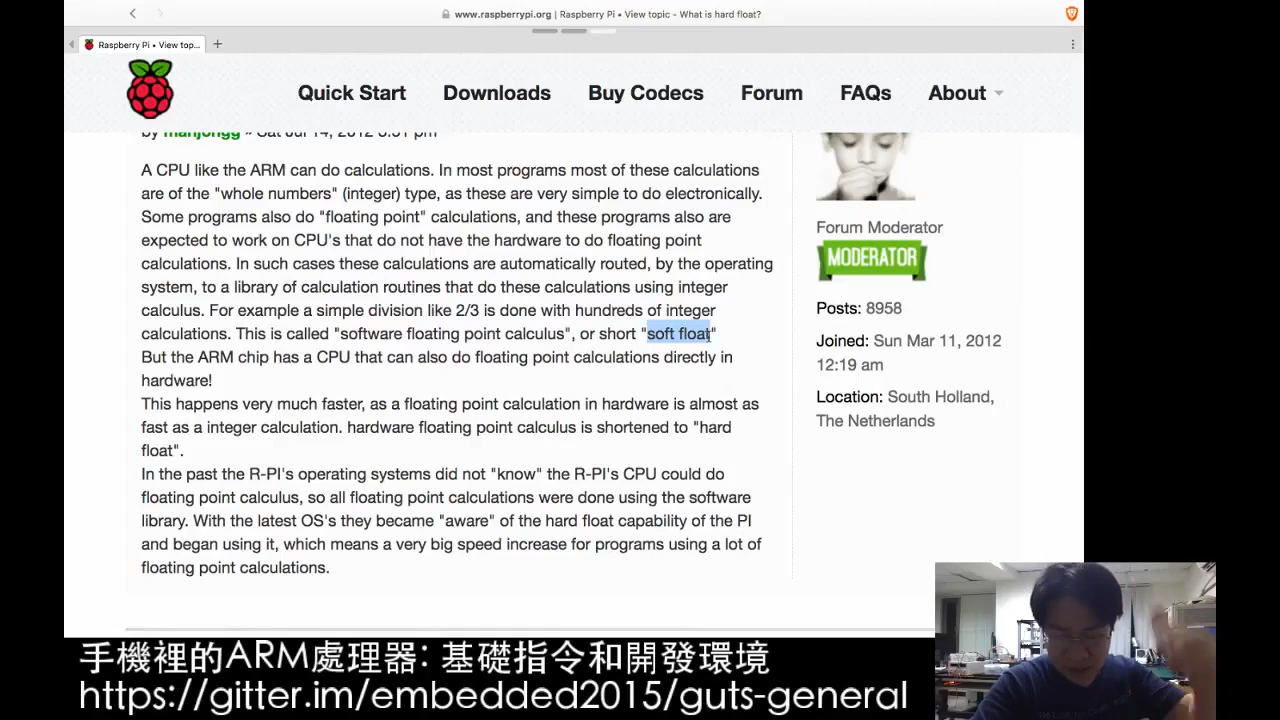 www.raspberrypi.org | Raspberry Pi • View topic - What is hard float?
Raspberry Pi • View top...
Quick Start Downloads Buy Codecs Forum FAQs About
by manjongg » Sat Jul 14, 2012 3:51 pm
A CPU like the ARM can do calculations. In most programs most of these calculations
are of the "whole numbers" (integer) type, as these are very simple to do electronically.
Some programs also do "floating point" calculations, and these programs also are
expected to work on CPU's that do not have the hardware to do floating point
calculations. In such cases these calculations are automatically routed, by the operating
system, to a library of calculation routines that do these calculations using integer
calculus. For example a simple division like 2/3 is done with hundreds of integer
calculations. This is called "software floating point calculus", or short "soft float"
But the ARM chip has a CPU that can also do floating point calculations directly in
hardware!
This happens very much faster, as a floating point calculation in hardware is almost as
fast as a integer calculation. hardware floating point calculus is shortened to "hard
float".
In the past the R-PI's operating systems did not "know" the R-PI's CPU could do
floating point calculus, so all floating point calculations were done using the software
library. With the latest OS's they became "aware" of the hard float capability of the PI
and began using it, which means a very big speed increase for programs using a lot of
floating point calculations.
Forum Moderator
MODERATOR
Posts: 8958
Joined: Sun Mar 11, 2012
12:19 am
Location: South Holland,
The Netherlands
手機裡的ARM處理器: 基礎指令和開發環境
https://gitter.im/embedded2015/guts-general